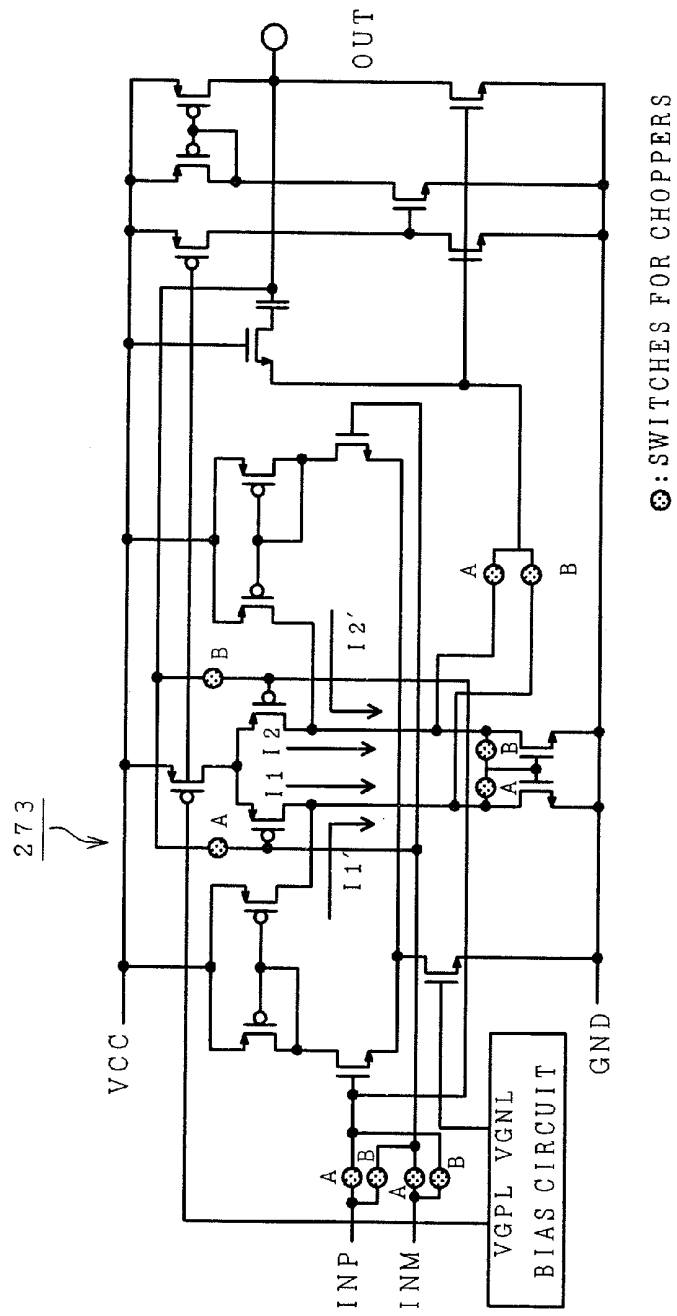 273
VCC
OUT
A
B
I1
I2
I1′
I2′
A
B
A
B
INP
A
B
INM
A
B
VGPL VGNL
BIAS CIRCUIT
GND
: SWITCHES FOR CHOPPERS